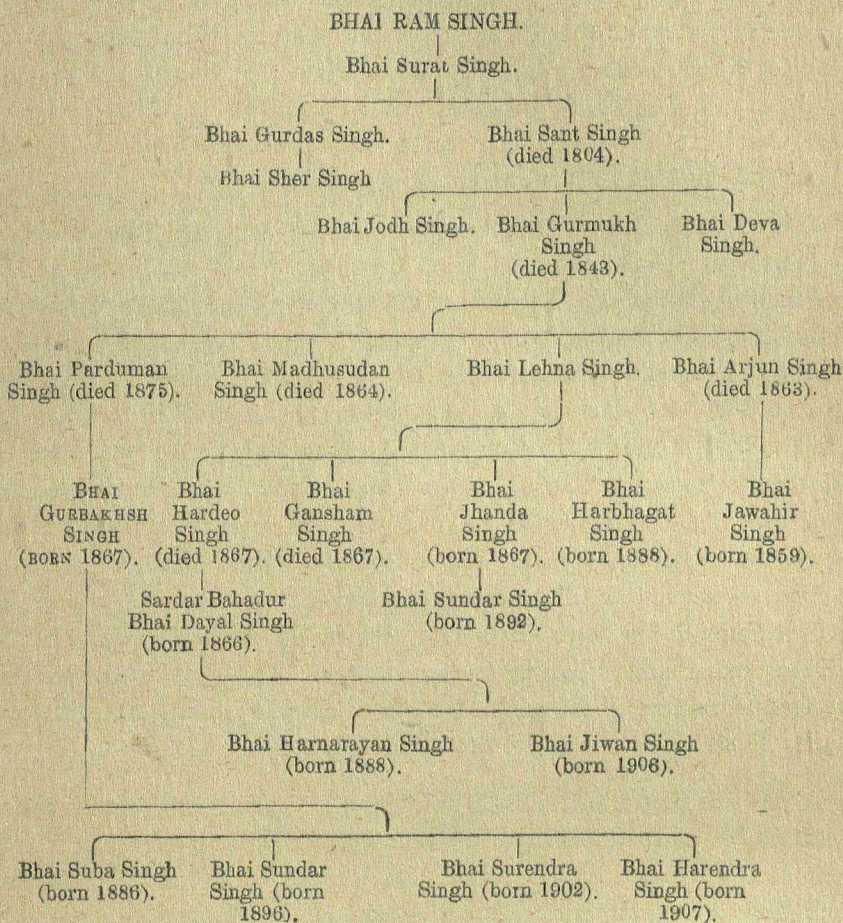 BHAI RAM SINGH.
Bhai Surat Singh.
Bhai Gurdas Singh.
Bhai Sant Singh
(died 1804).
Bhai Sher Singh
Bhai Jodh Singh.
Bhai Gurmukh
Singh
(died 1843).
Bhai Deva
Singh.
Bhai Parduman
Singh (died 1875).
Bhai Madhusudan
Singh (died 1864).
Bhai Lehna Singh.
Bhai Arjun Singh
(died 1863).
BHAI
GURBAKHSH
SINGH
(BORN 1867).
Bhai
Hardeo
Singh
(died 1867).
Bhai
Gansham
Singh
(died 1867).
Bhai
Jhanda
Singh
(born 1867).
Bhai
Harbhagat
Singh
(born 1888).
Bhai
Jawahir
Singh
(born 1859).
Sardar Bahadur
Bhai Dayal Singh
(born 1866).
Bhai Sundar Singh
(born 1892).
Bhai Harnarayan Singh
(born 1888).
Bhai Jiwan Singh
(born 1906).
Bhai Suba Singh
(born 1886).
Bhai Sundar
Singh (born
1896).
Bhai Surendra
Singh (born 1902).
Bhai Harendra
Singh (born
1907).